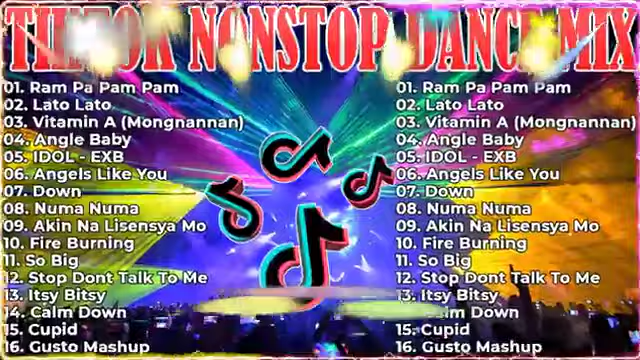 TIKTOK NONSTOP DANCE MIX
01. Ram Pa Pam Pam
02. Lato Lato
03. Vitamin A (Mongnannan)
04. Angle Baby
05. IDOL - EXB
06. Angels Like You
07. Down
08. Numa Numa
09. Akin Na Lisensya Mo
10. Fire Burning
11. So Big
12. Stop Dont Talk To Me
13. Itsy Bitsy
14. Calm Down
15. Cupid
16. Gusto Mashup
01. Ram Pa Pam Pam
02. Lato Lato
03. Vitamin A (Mongnannan)
04. Angle Baby
05. IDOL - EXB
06. Angels Like You
07. Down
08. Numa Numa
09. Akin Na Lisensya Mo
10. Fire Burning
11. So Big
12. Stop Dont Talk To Me
13. Itsy Bitsy
Calm Down
15. Cupid
16. Gusto Mashup